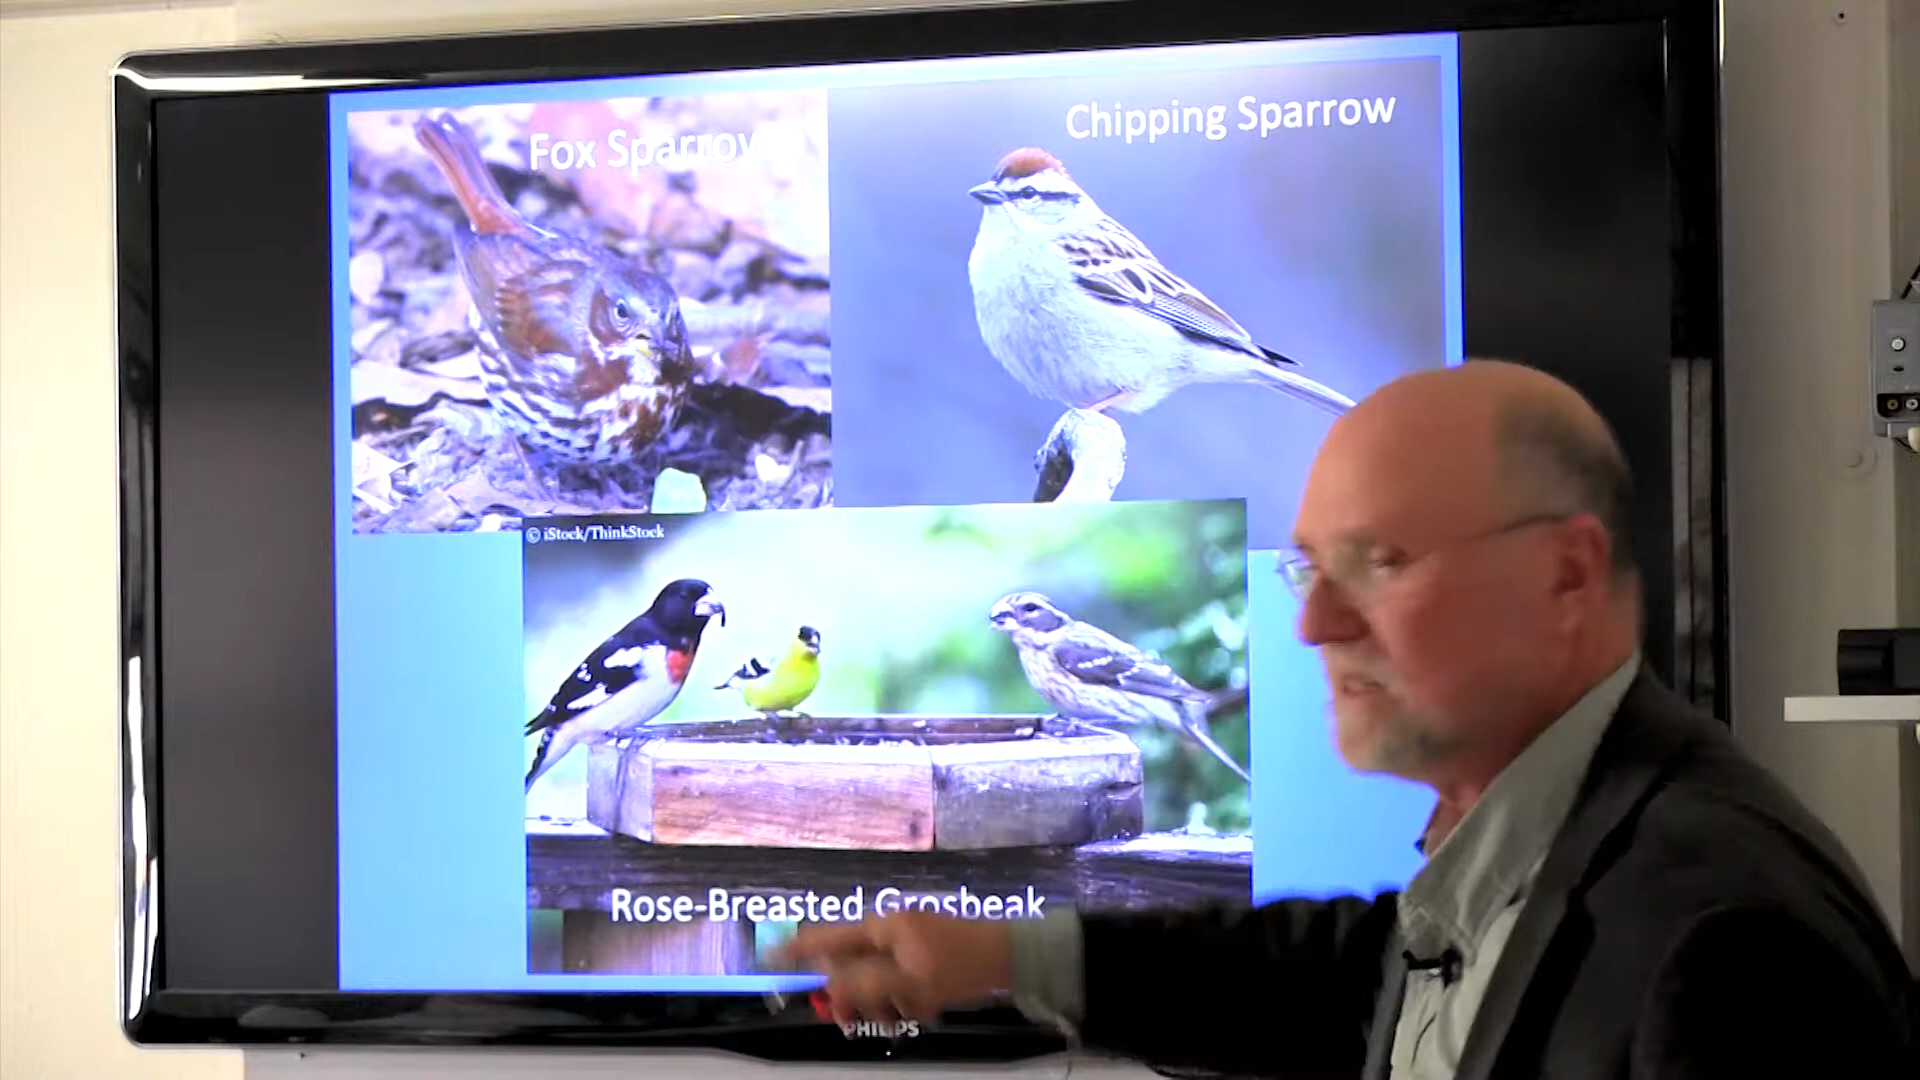 Fox Sparrow
Chipping Sparrow
© iStock/ThinkStock
Rose-Breasted Grosbeak
PHILIPS